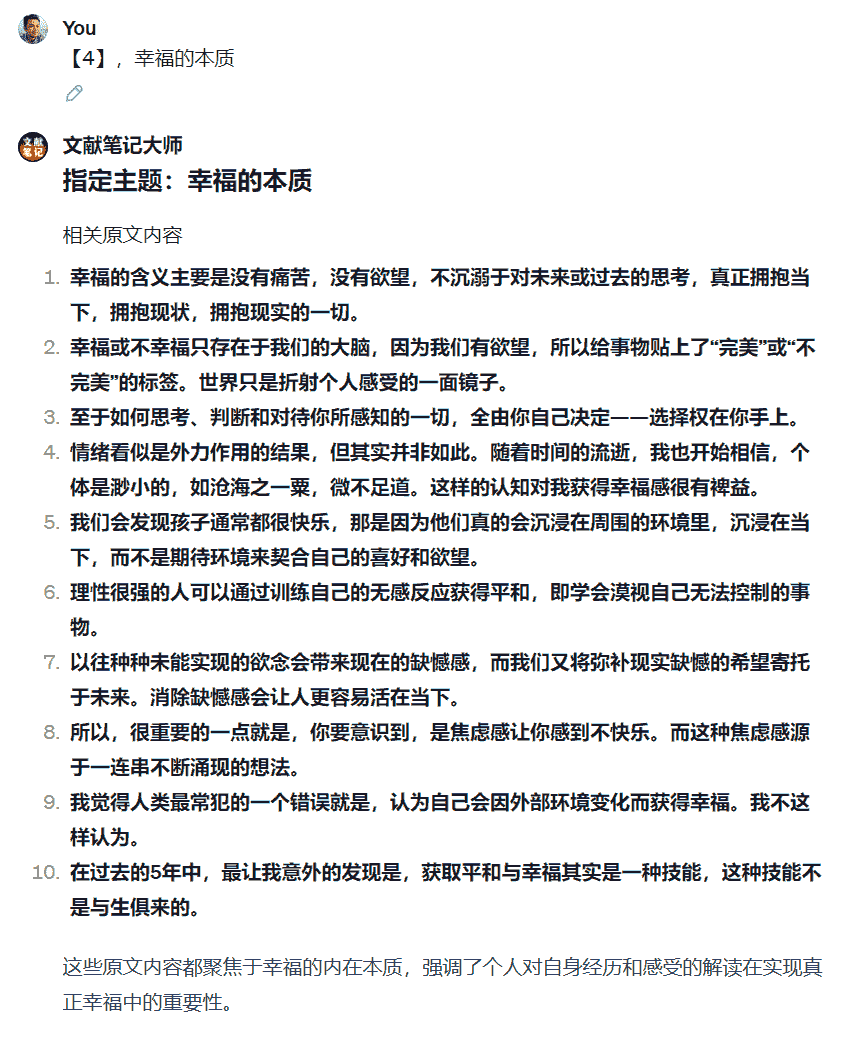 You
【4】，幸福的本质
文献
笔记
文献笔记大师
指定主题：幸福的本质
相关原文内容
1. 幸福的含义主要是没有痛苦，没有欲望，不沉溺于对未来或过去的思考，真正拥抱当
下，拥抱现状，拥抱现实的一切。
2. 幸福或不幸福只存在于我们的大脑，因为我们有欲望，所以给事物贴上了“完美”或“不
完美”的标签。世界只是折射个人感受的一面镜子。
3. 至于如何思考、判断和对待你所感知的一切，全由你自己决定——选择权在你手上。
4. 情绪看似是外力作用的结果，但其实并非如此。随着时间的流逝，我也开始相信，个
体是渺小的，如沧海之一粟，微不足道。这样的认知对我获得幸福感很有裨益。
5. 我们会发现孩子通常都很快乐，那是因为他们真的会沉浸在周围的环境里，沉浸在当
下，而不是期待环境来契合自己的喜好和欲望。
6. 理性很强的人可以通过训练自己的无感反应获得平和，即学会漠视自己无法控制的事
物。
7. 以往种种未能实现的欲念会带来现在的缺憾感，而我们又将弥补现实缺憾的希望寄托
于未来。消除缺憾感会让人更容易活在当下。
8. 所以，很重要的一点就是，你要意识到，是焦虑感让你感到不快乐。而这种焦虑感源
于一连串不断涌现的想法。
9. 我觉得人类最常犯的一个错误就是，认为自己会因外部环境变化而获得幸福。我不这
样认为。
10. 在过去的5年中，最让我意外的发现是，获取平和与幸福其实是一种技能，这种技能不
是与生俱来的。
这些原文内容都聚焦于幸福的内在本质，强调了个人对自身经历和感受的解读在实现真
正幸福中的重要性。